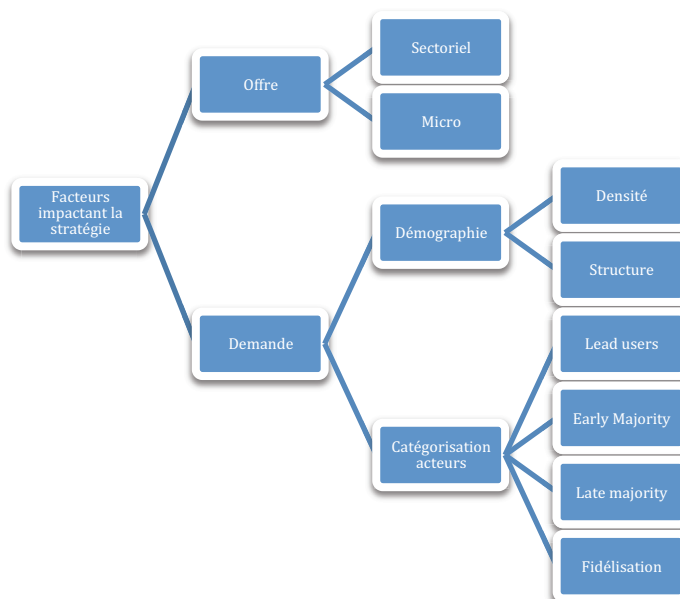 Facteurs
impactant la
stratégie
Offre
Sectoriel
Micro
Demande
Démographie
Densité
Structure
Catégorisation
acteurs
Lead users
Early Majority
Late majority
Fidélisation